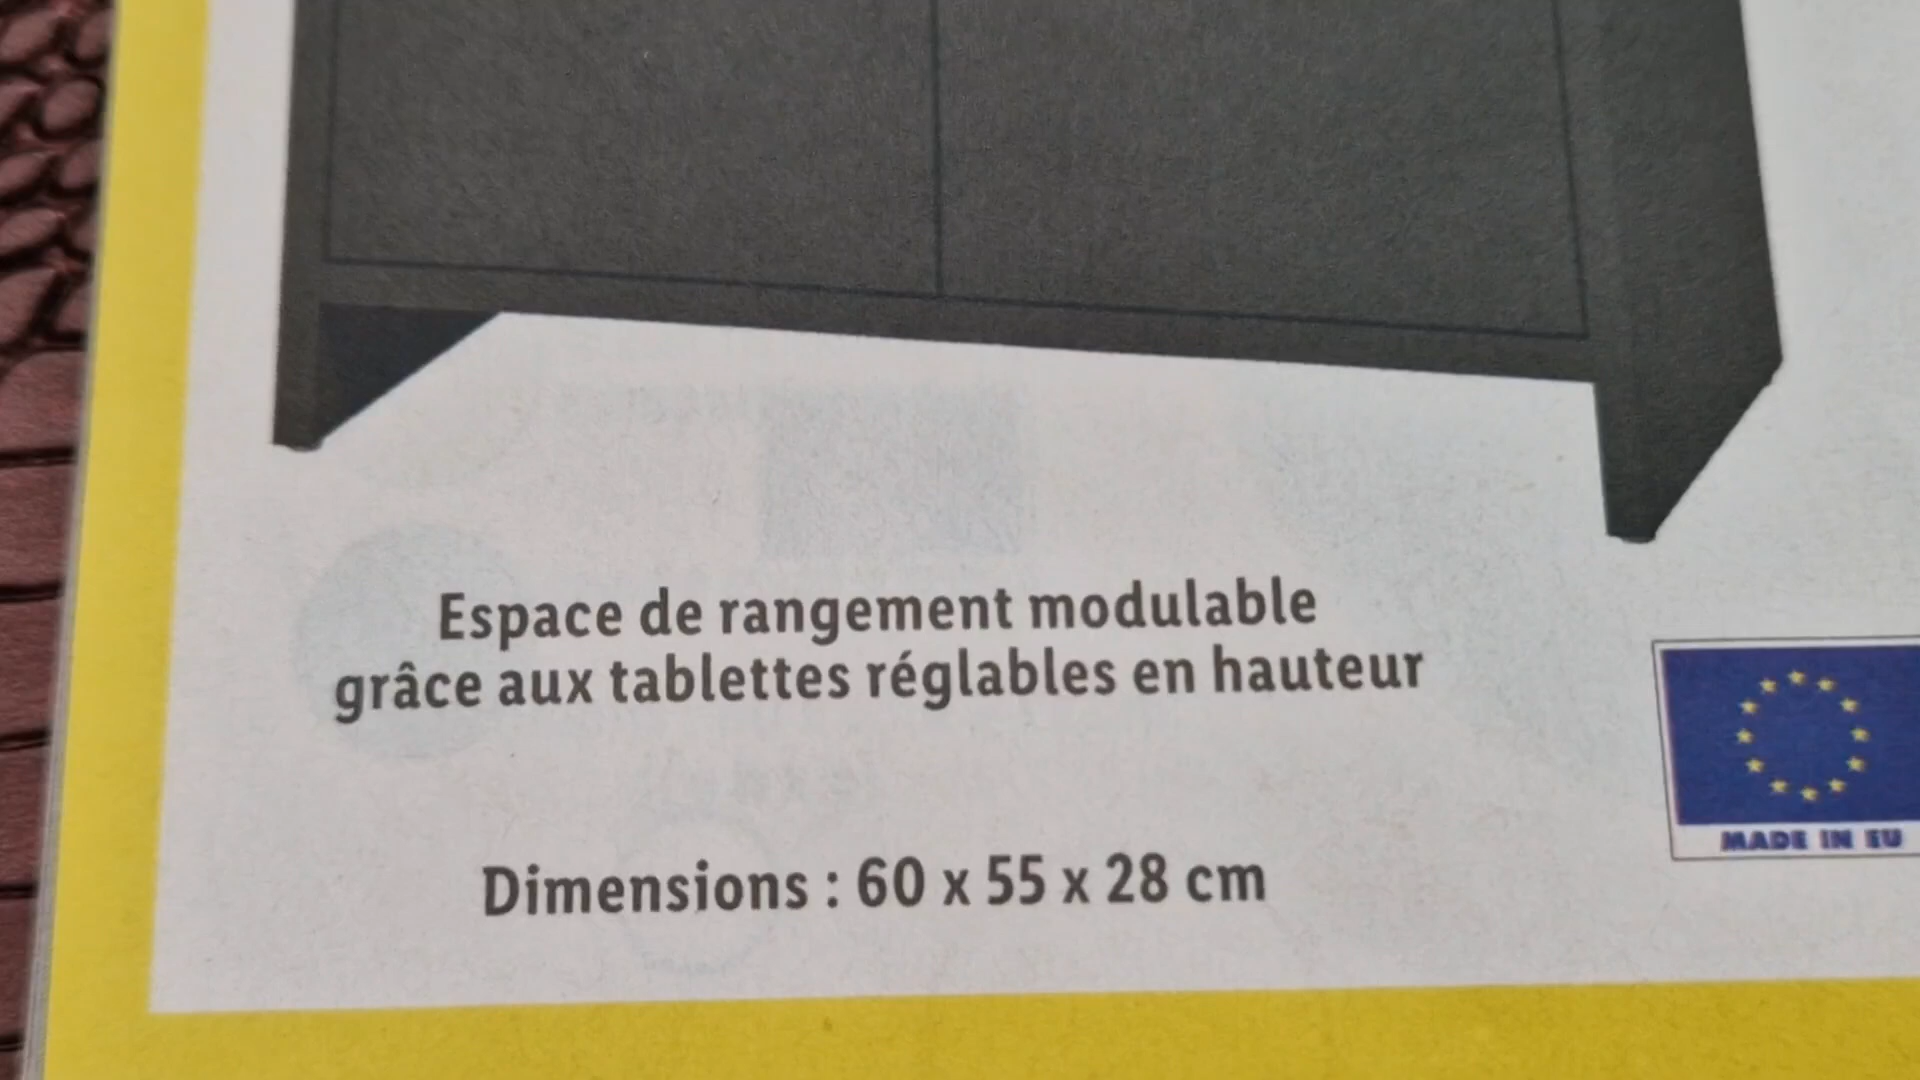 Espace de rangement modulable
grâce aux tablettes réglables en hauteur
Dimensions : 60 x 55 x 28 cm
MADE IN EU